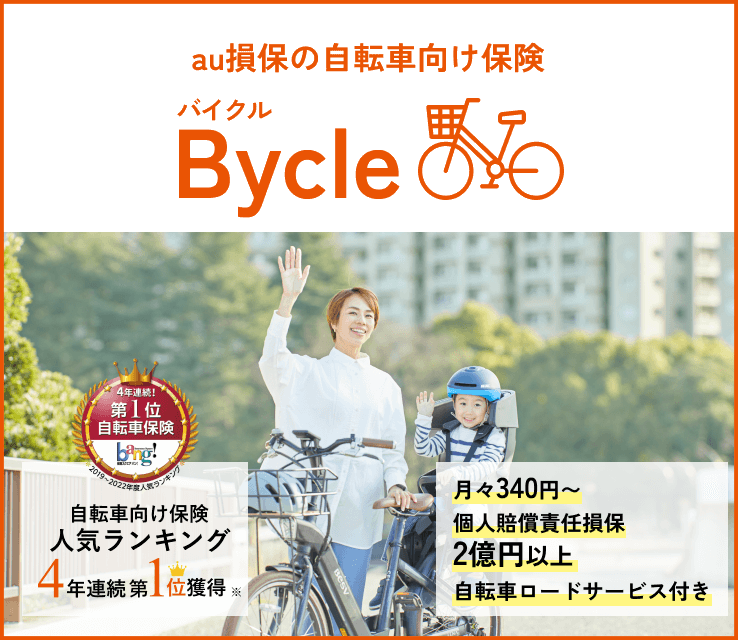 au損保の自転車向け保険
バイクル
Bycle
4年連続!
第1位
自転車保険
bang!
2019~2022年度人気ランキング
自転車向け保険
人気ランキング
4年連続第1位獲得※
月々340円~
個人賠償責任損保
2億円以上
自転車ロードサービス付き